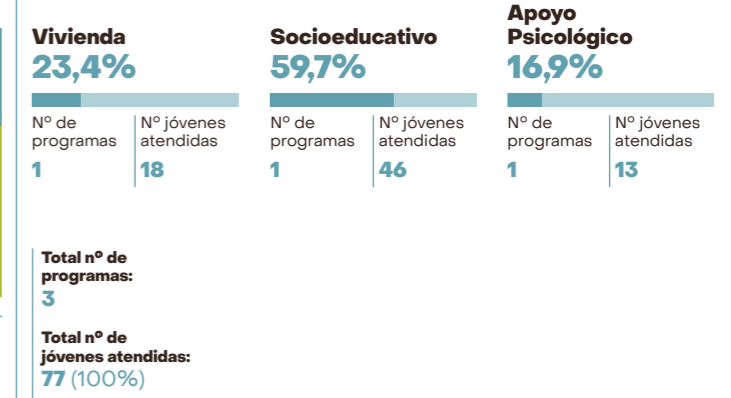 Vivienda
23,4%
Nº de
programas
1
Nº jóvenes
atendidas
18
Socioeducativo
59,7%
Nº de
programas
1
Nº jóvenes
atendidas
46
Apoyo
Psicológico
16,9%
Nº de
programas
1
Nº jóvenes
atendidas
13
Total nº de
programas:
3
Total nº de
jóvenes atendidas:
77 (100%)